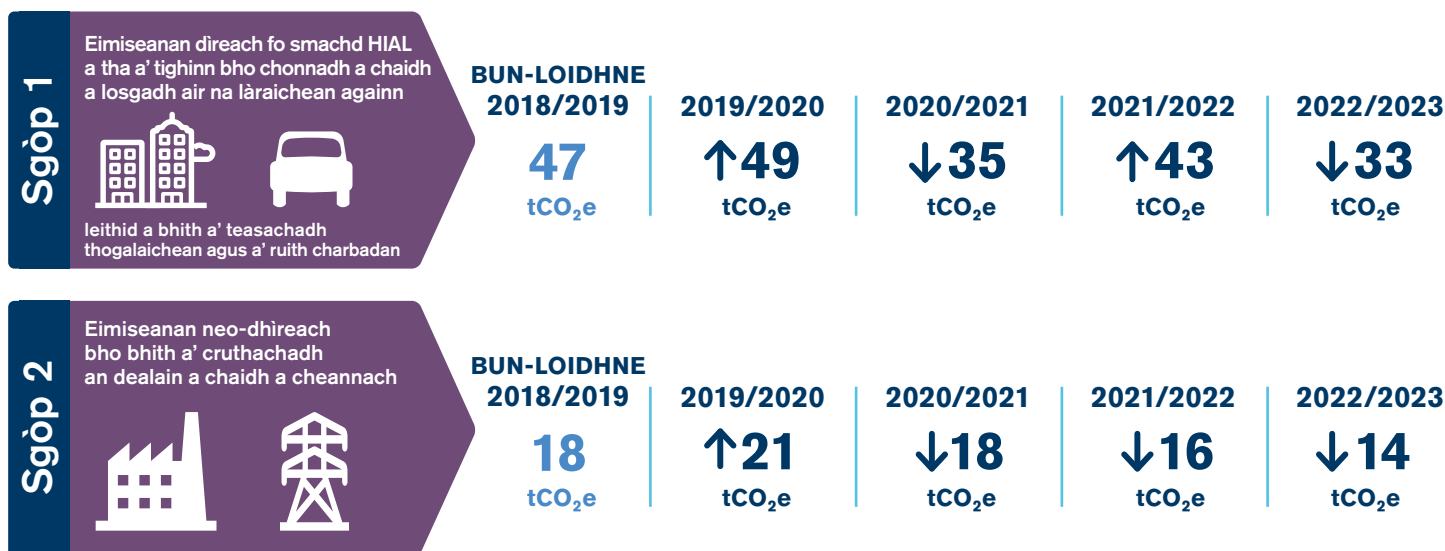 Sgòp 1
Eimiseanan dìreach fo smachd HIAL
a tha a' tighinn bho chonnadh a chaidh
a losgadh air na làraichean againn
leithid a bhith a' teasachadh
thogalaichean agus a' ruith charbadan
BUN-LOIDHNE
2018/2019
47
tCO₂e
2019/2020
↑49
tCO₂e
2020/2021
↓35
tCO₂e
2021/2022
↑43
tCO₂e
2022/2023
↓33
tCO₂e
Sgòp 2
Eimiseanan neo-dhìreach
bho bhith a' cruthachadh
an dealain a chaidh a cheannach
BUN-LOIDHNE
2018/2019
18
tCO₂e
2019/2020
↑21
tCO₂e
2020/2021
↓18
tCO₂e
2021/2022
↓16
tCO₂e
2022/2023
↓14
tCO₂e